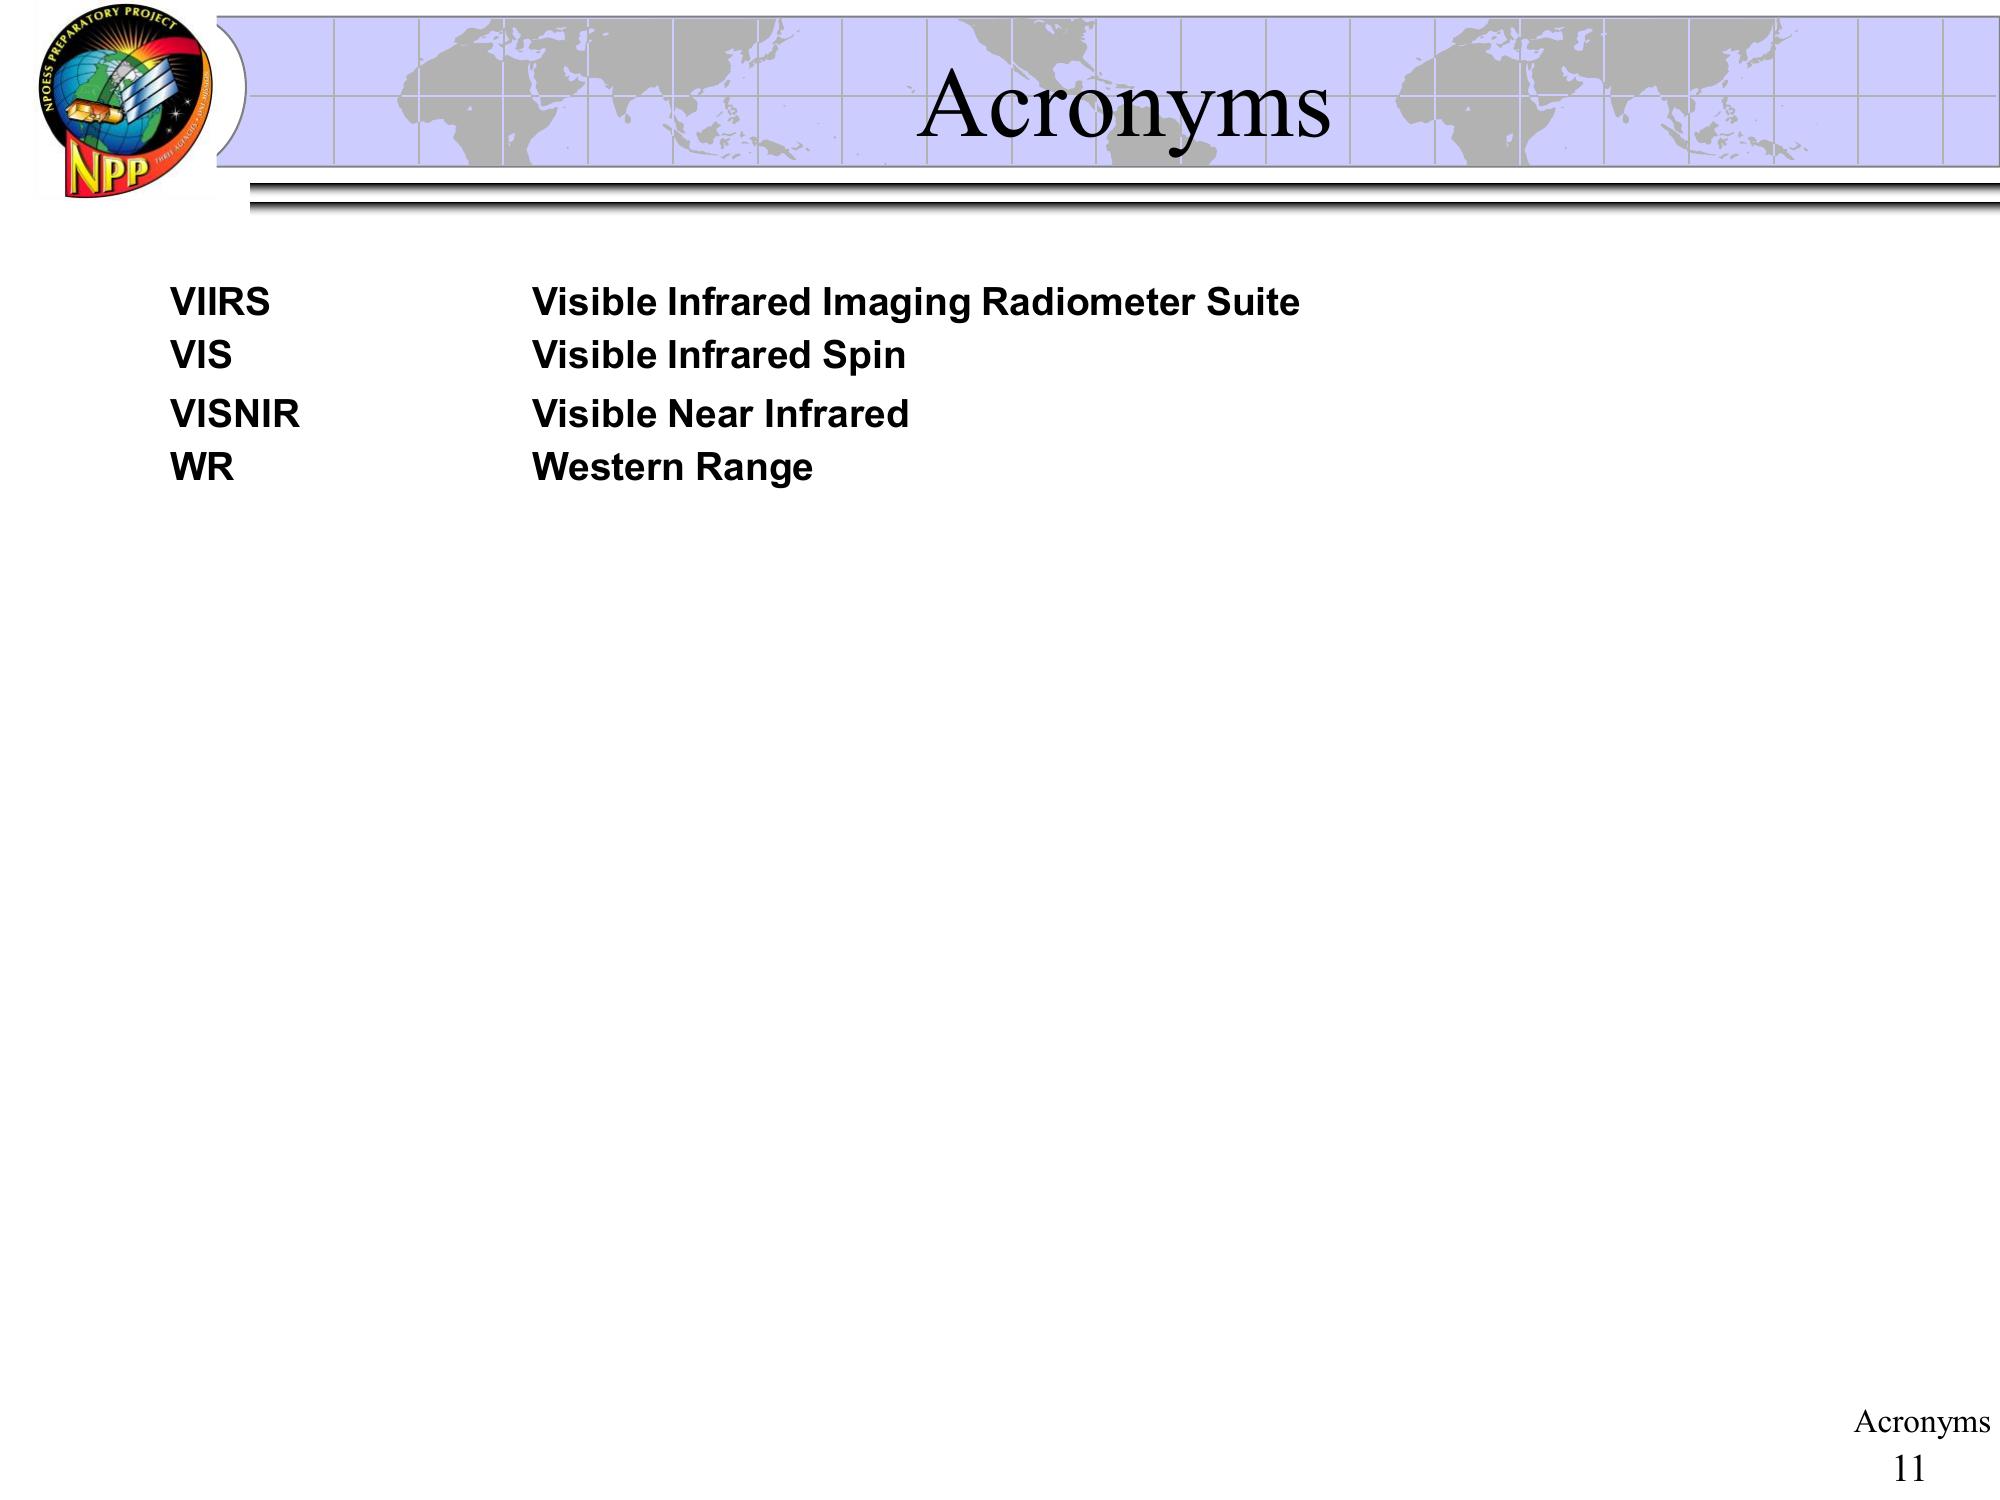 NPOESS PREPARATORY PROJECT
NPP
THREE AGENCIES • ONE MISSION
Acronyms
VIIRS Visible Infrared Imaging Radiometer Suite
VIS Visible Infrared Spin
VISNIR Visible Near Infrared
WR Western Range
Acronyms
11